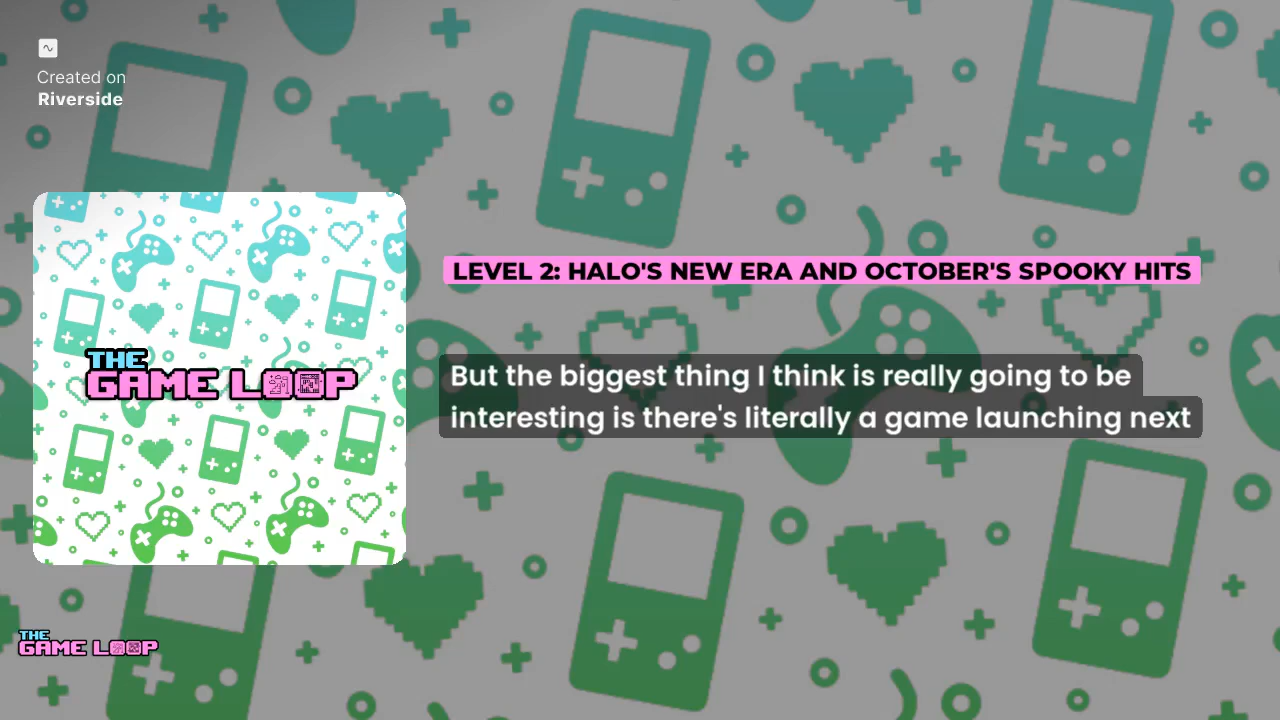 Created on
Riverside
THE
GAME LOOP
LEVEL 2: HALO'S NEW ERA AND OCTOBER'S SPOOKY HITS
But the biggest thing I think is really going to be
interesting is there's literally a game launching next
THE
GAME LOOP